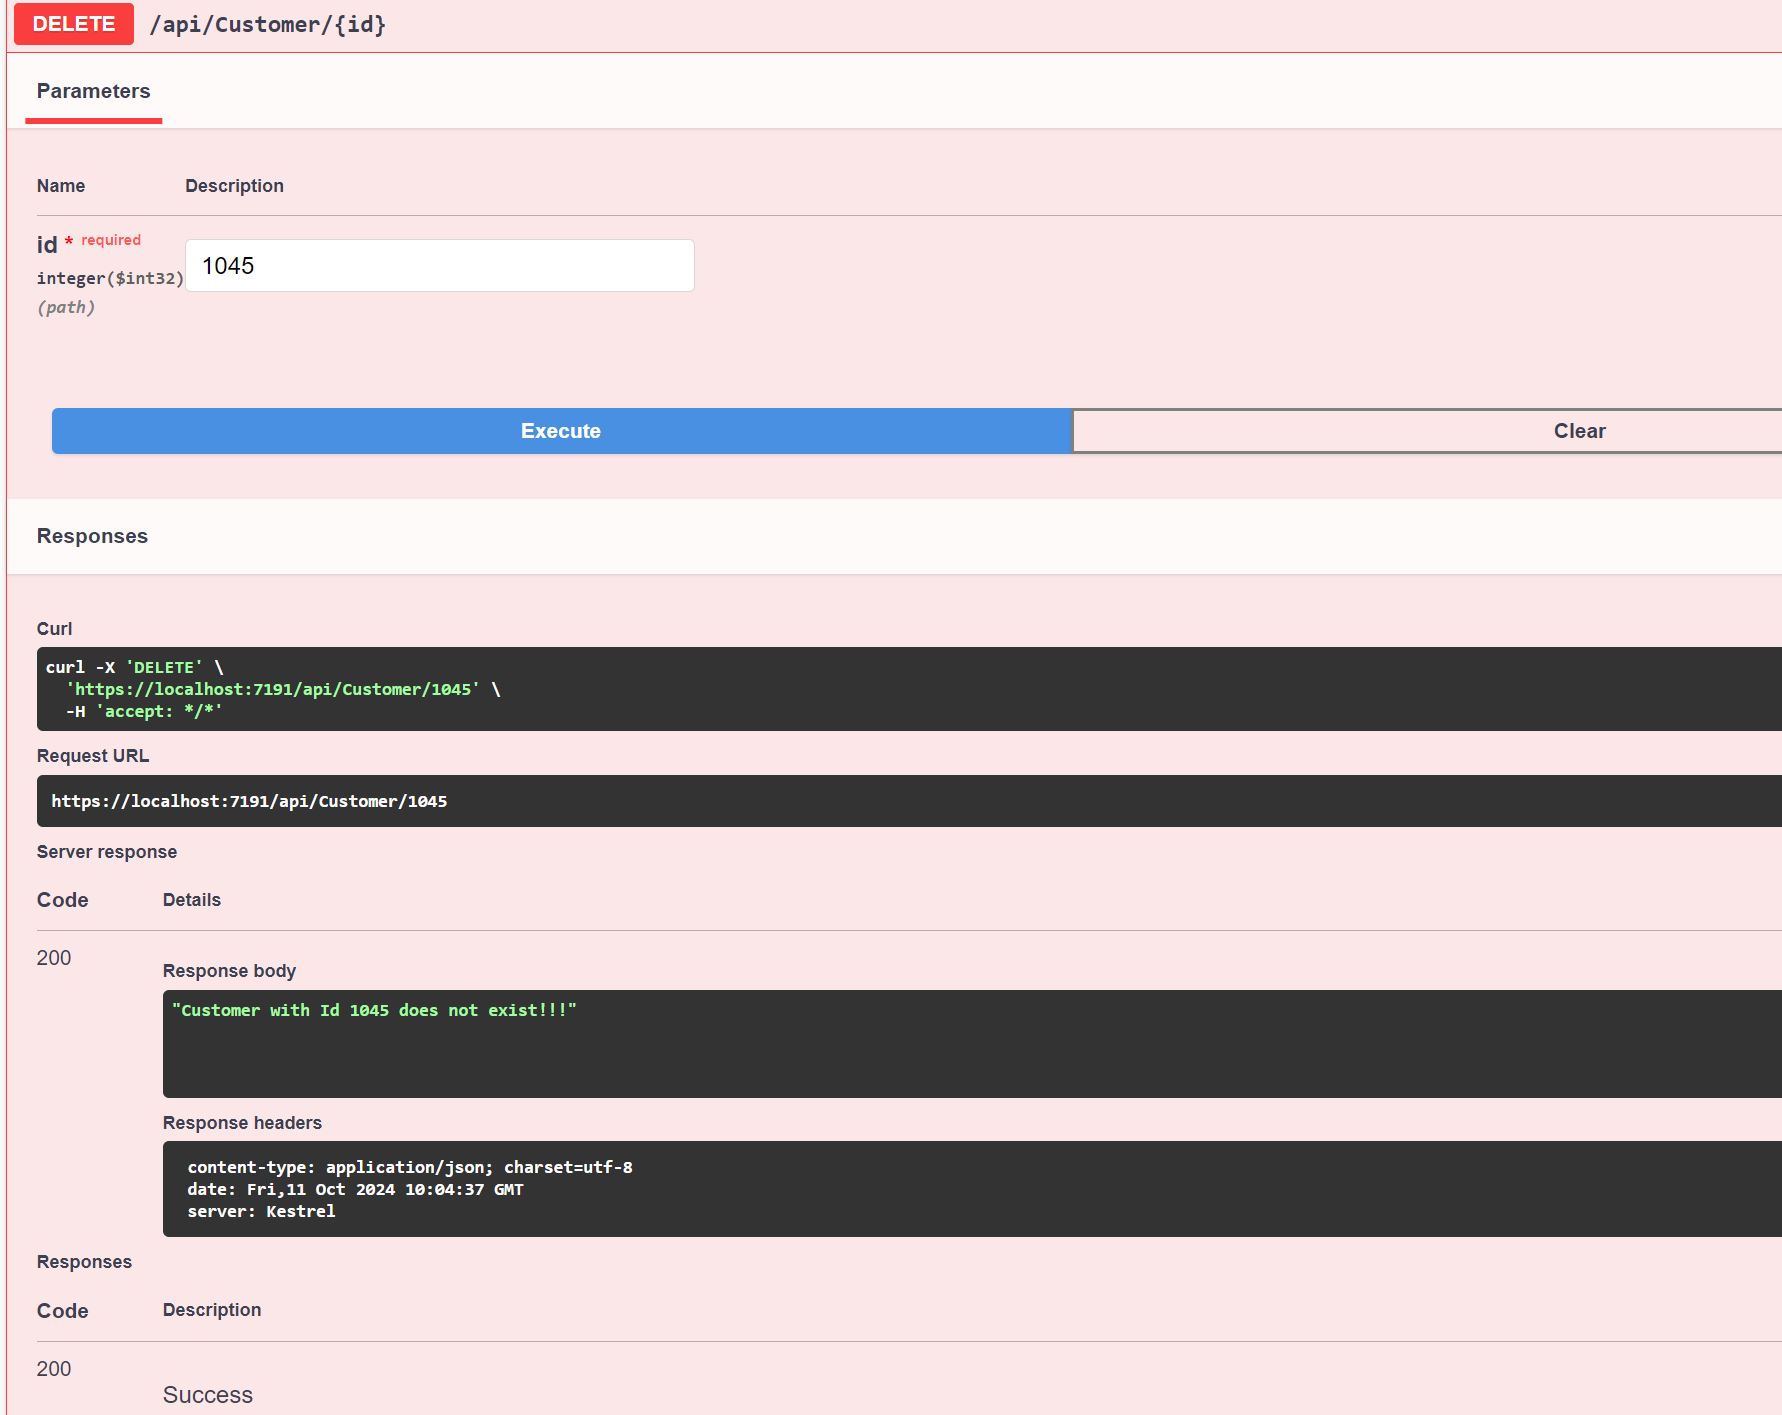 DELETE /api/Customer/{id}
Parameters
Name Description
id * required
integer($int32)
(path)
1045
Execute Clear
Responses
Curl
curl -X 'DELETE' \
'https://localhost:7191/api/Customer/1045' \
-H 'accept: */*'
Request URL
https://localhost:7191/api/Customer/1045
Server response
Code Details
200
Response body
"Customer with Id 1045 does not exist!!!"
Response headers
content-type: application/json; charset=utf-8
date: Fri,11 Oct 2024 10:04:37 GMT
server: Kestrel
Responses
Code Description
200
Success